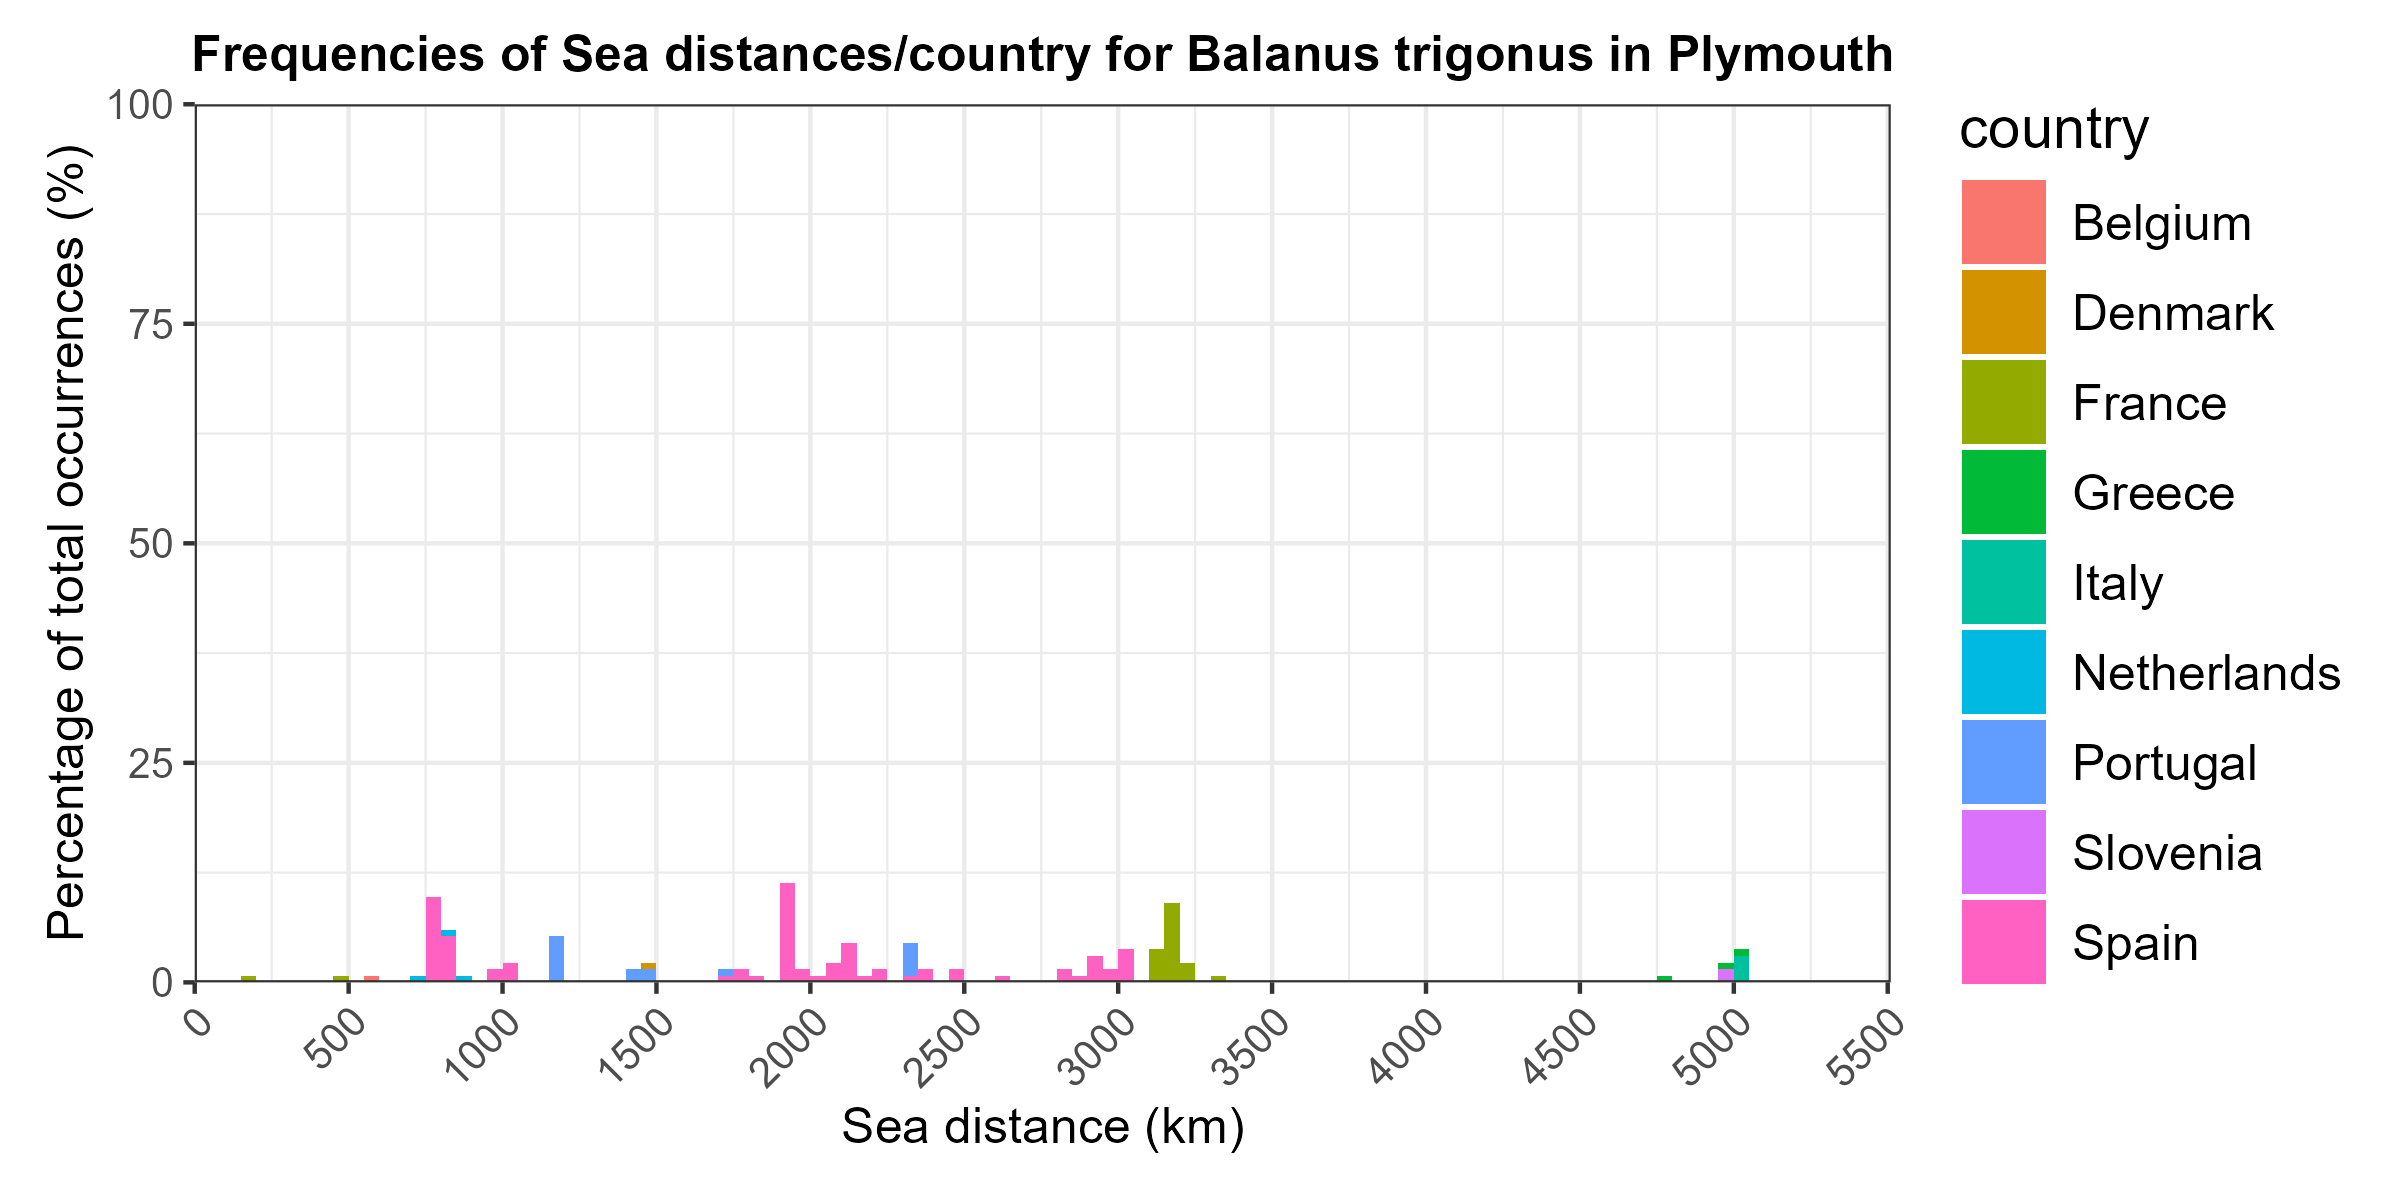 Frequencies of Sea distances/country for Balanus trigonus in Plymouth
Percentage of total occurrences (%)
100
75
50
25
0
0
500
1000
1500
2000
2500
3000
3500
4000
4500
5000
5500
Sea distance (km)
country
Belgium
Denmark
France
Greece
Italy
Netherlands
Portugal
Slovenia
Spain